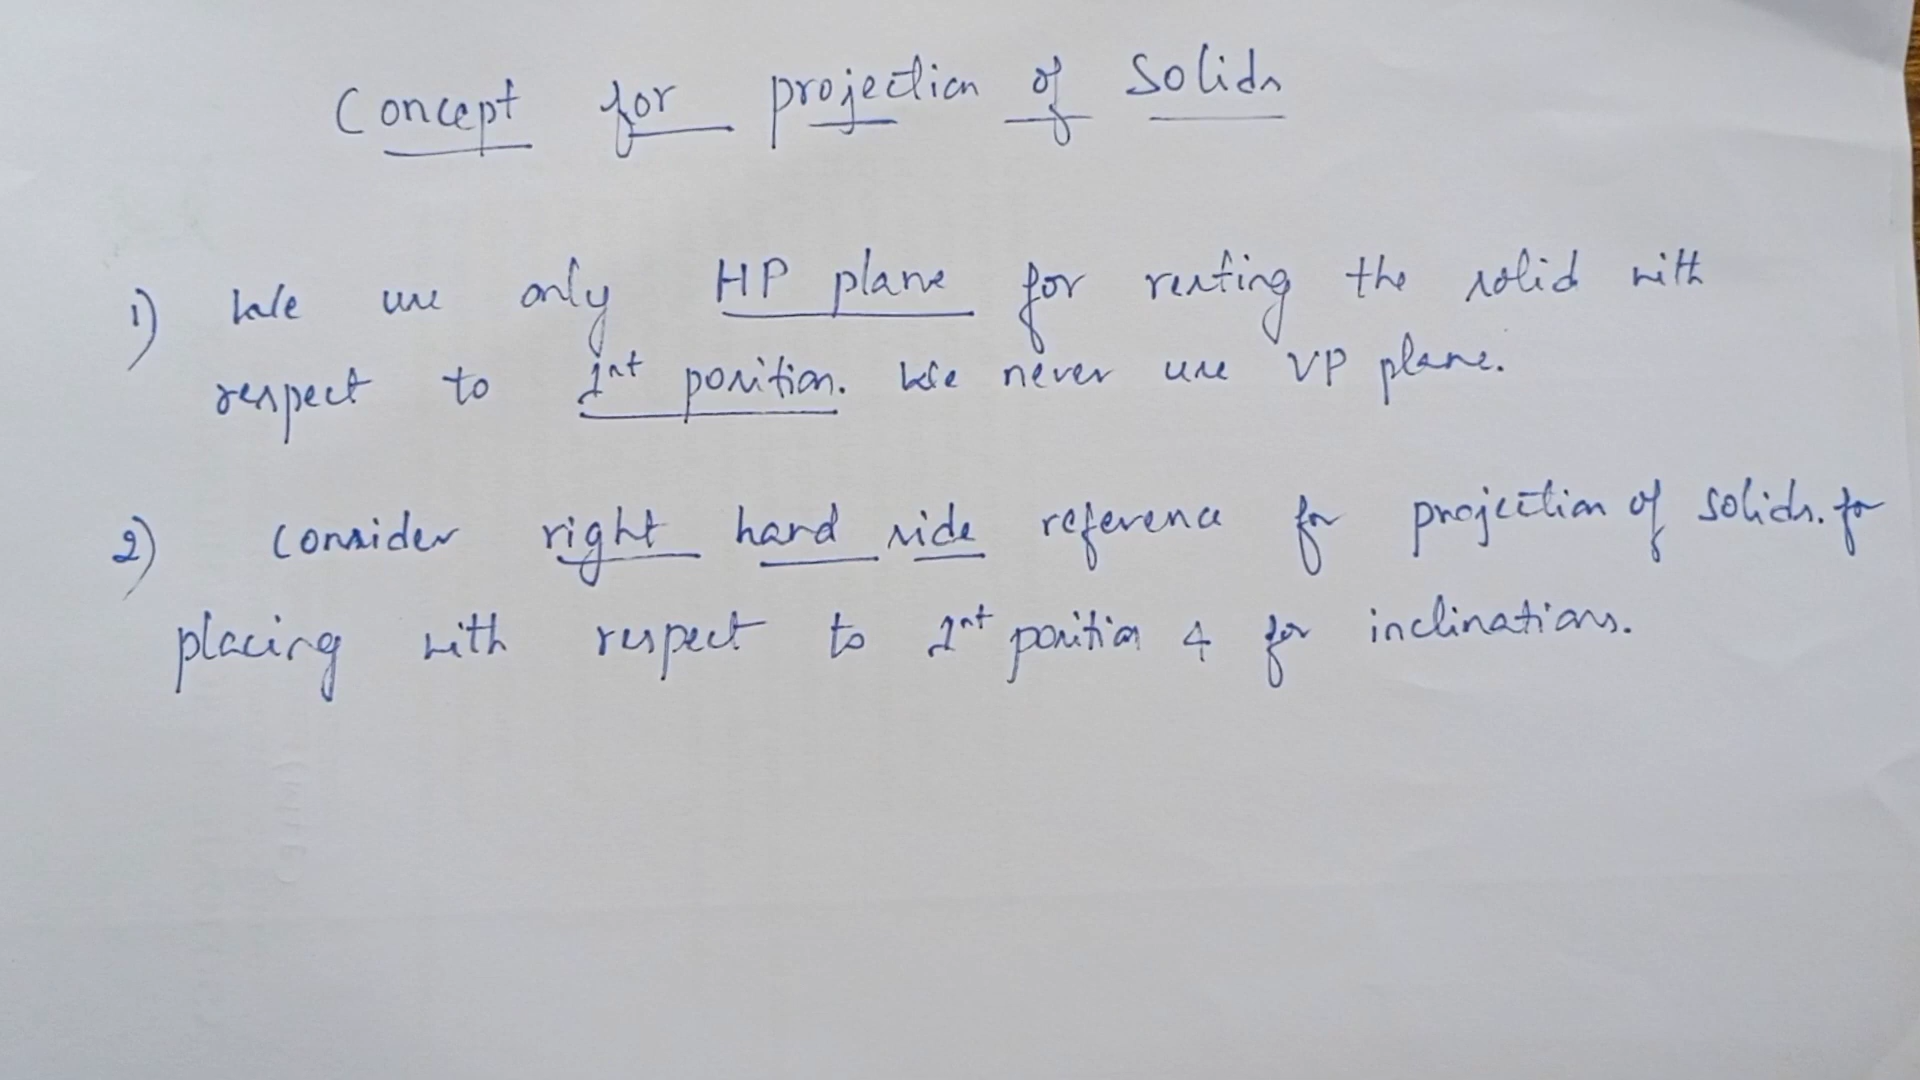 Concept for projection of Solids
1) We use only HP plane for resting the solid with
respect to 1st position. We never use VP plane.
2) Consider right hand side reference for projection of solids. for
placing with respect to 1st position & for inclinations.